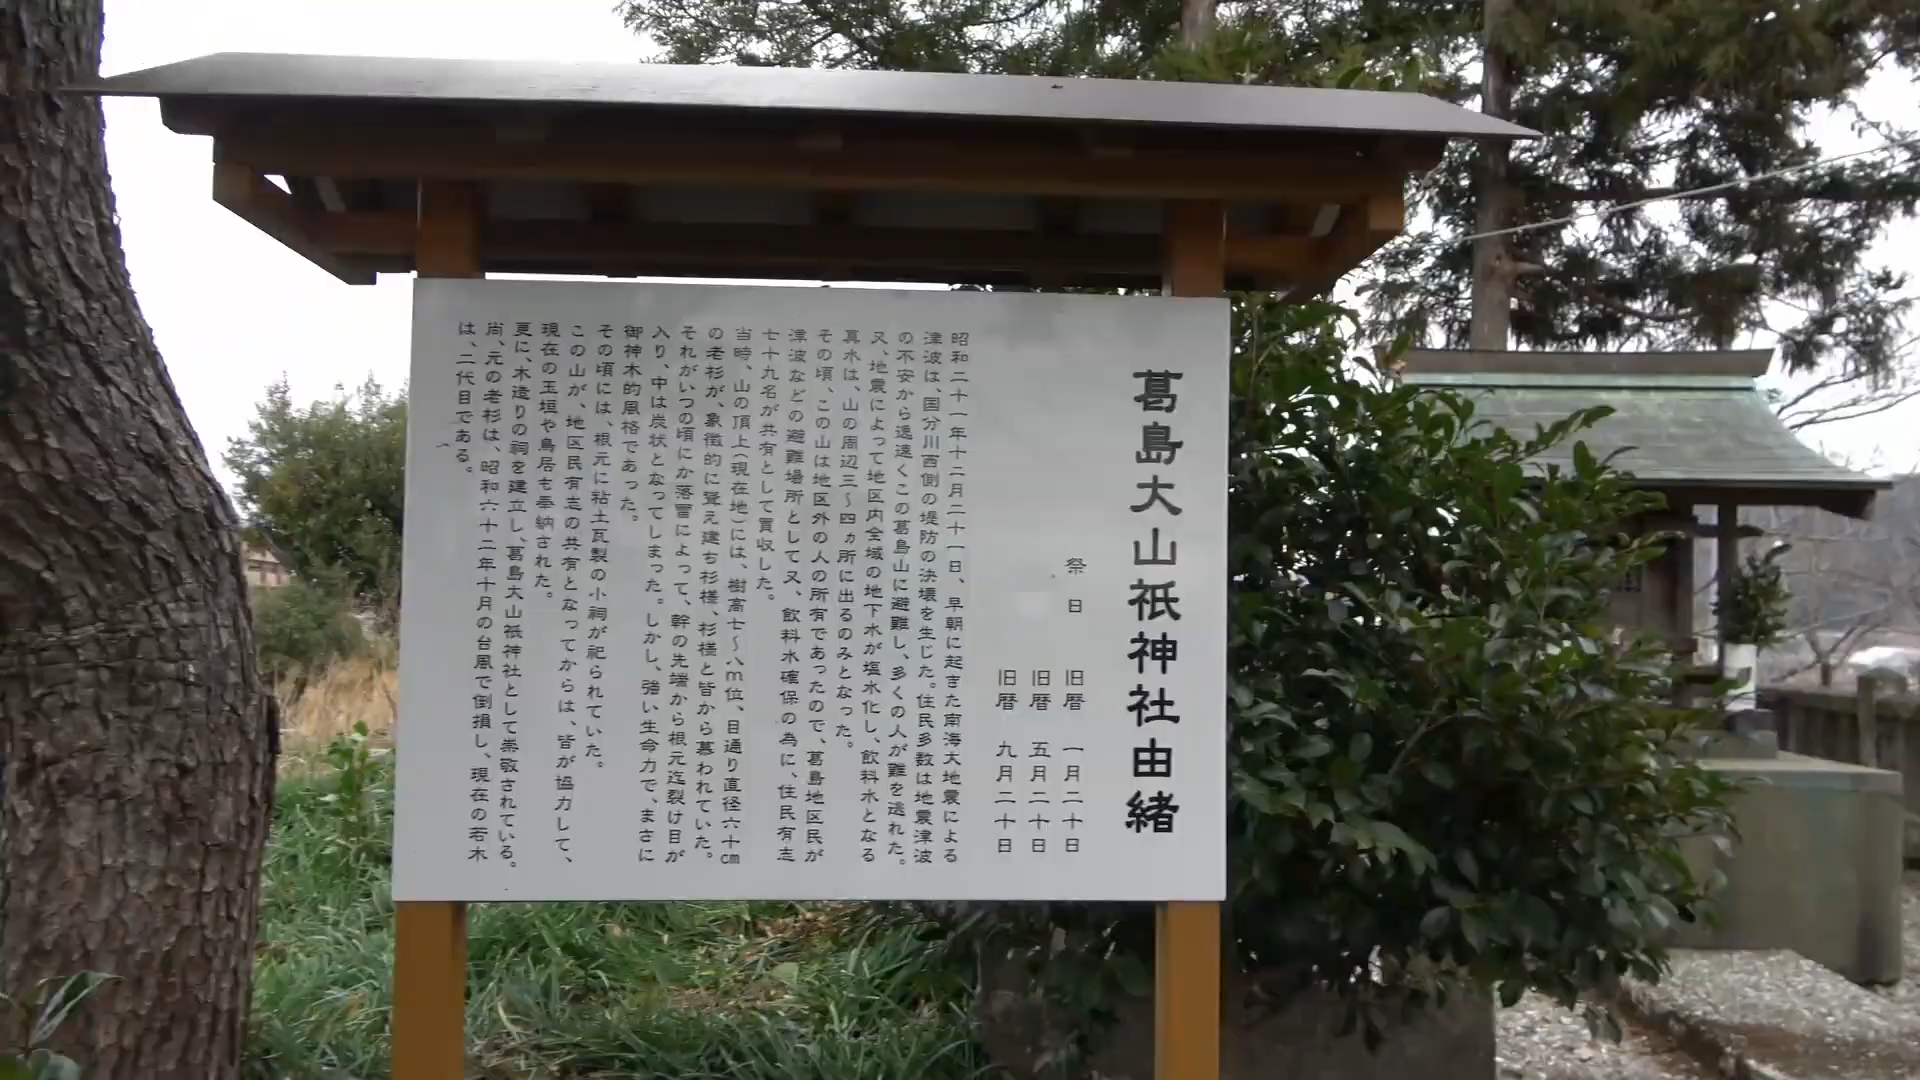 葛島大山祇神社由緒
祭日 旧暦 一月二十日
旧暦 五月二十日
旧暦 九月二十日
昭和二十一年十二月二十一日、早朝に起きた南海大地震による
津波は、国分川西側の堤防の決壊を生じた。住民多数は地震津波
の不安から逸速くこの葛島山に避難し、多くの人が難を逃れた。
又、地震によって地区内全域の地下水が塩水化し、飲料水となる
真水は、山の周辺三～四ヵ所に出るのみとなった。
その頃、この山は地区外の人の所有であったので、葛島地区民が
津波などの避難場所として又、飲料水確保の為に、住民有志
七十九名が共有として買収した。
当時、山の頂上(現在地)には、樹高七～八m位、目通り直径六十cm
の老杉が、象徴的に聳え建ち杉様、杉様と皆から慕われていた。
それがいつの頃にか落雷によって、幹の先端から根元迄裂け目が
入り、中は炭状となってしまった。しかし、強い生命力で、まさに
御神木的風格であった。
その頃には、根元に粘土瓦製の小祠が祀られていた。
この山が、地区民有志の共有となってからは、皆が協力して、
現在の玉垣や鳥居も奉納された。
更に、木造りの祠を建立し、葛島大山祇神社として崇敬されている。
尚、元の老杉は、昭和六十二年十月の台風で倒損し、現在の若木
は、二代目である。